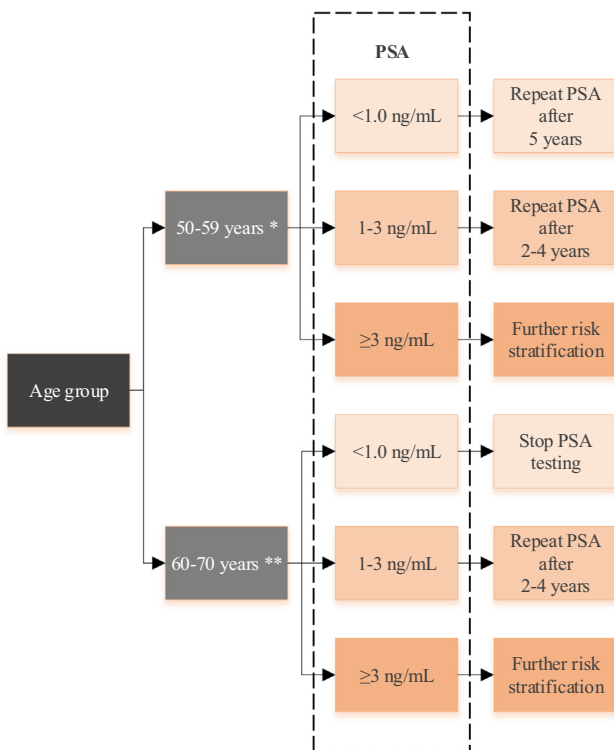 PSA
<1.0 ng/mL
Repeat PSA
after
5 years
50-59 years *
1-3 ng/mL
Repeat PSA
after
2-4 years
≥3 ng/mL
Further risk
stratification
Age group
<1.0 ng/mL
Stop PSA
testing
60-70 years **
1-3 ng/mL
Repeat PSA
after
2-4 years
≥3 ng/mL
Further risk
stratification